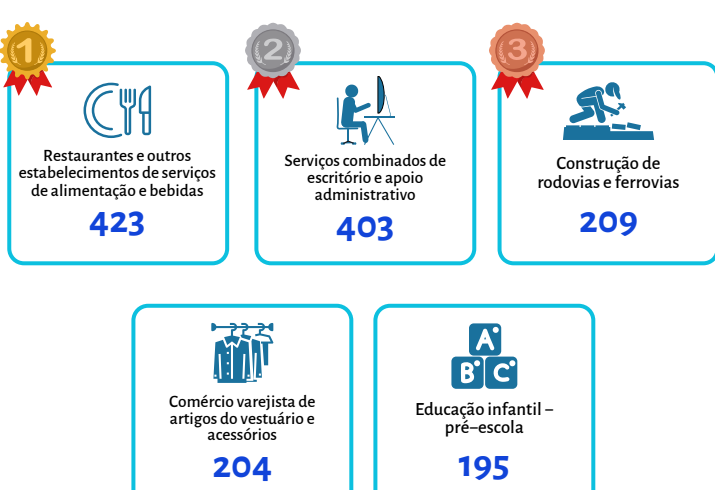 1
2
3
Restaurantes e outros
estabelecimentos de serviços
de alimentação e bebidas
423
Serviços combinados de
escritório e apoio
administrativo
403
Construção de
rodovias e ferrovias
209
Comércio varejista de
artigos do vestuário e
acessórios
204
A
B C
Educação infantil –
pré–escola
195